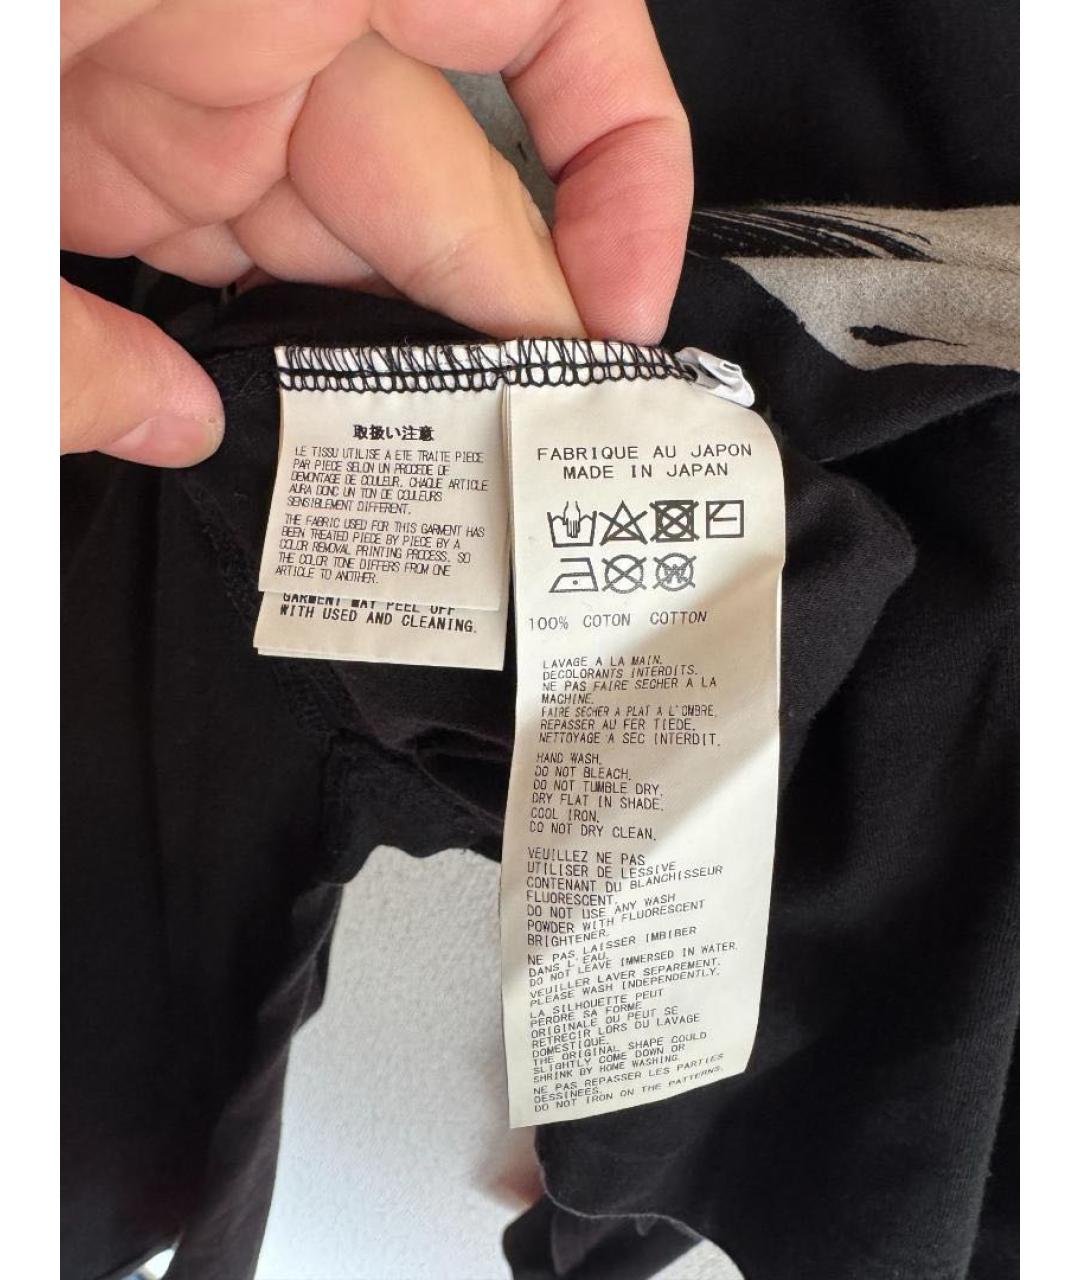 取扱い注意
LE TISSU UTILISE A ETE TRAITE PIECE
PAR PIECE SELON UN PROCEDE DE
DEMONTAGE DE COULEUR. CHAQUE ARTICLE
AURA DONC UN TON DE COULEURS
SENSIBLEMENT DIFFERENT.
THE FABRIC USED FOR THIS GARMENT HAS
BEEN TREATED PIECE BY PIECE BY A
COLOR REMOVAL PRINTING PROCESS. SO
THE COLOR TONE DIFFERS FROM ONE
ARTICLE TO ANOTHER.
GARMENT MAY PEEL OFF
WITH USED AND CLEANING.
FABRIQUE AU JAPON
MADE IN JAPAN
W
100% COTON COTTON
LAVAGE A LA MAIN.
DECOLORANTS INTERDITS.
NE PAS FAIRE SECHER A LA
MACHINE.
FAIRE SECHER A PLAT A L'OMBRE.
REPASSER AU FER TIEDE.
NETTOYAGE A SEC INTERDIT.
HAND WASH.
DO NOT BLEACH.
DO NOT TUMBLE DRY.
DRY FLAT IN SHADE.
COOL IRON.
DO NOT DRY CLEAN.
VEUILLEZ NE PAS
UTILISER DE LESSIVE
CONTENANT DU BLANCHISSEUR
FLUORESCENT.
DO NOT USE ANY WASH
POWDER WITH FLUORESCENT
BRIGHTENER.
NE PAS LAISSER IMBIBER
DANS L'EAU.
DO NOT LEAVE IMMERSED IN WATER.
VEUILLER LAVER SEPAREMENT.
PLEASE WASH INDEPENDENTLY.
LA SILHOUETTE PEUT
PERDRE SA FORME
ORIGINALE OU PEUT SE
RETRECIR LORS DU LAVAGE
DOMESTIQUE.
THE ORIGINAL SHAPE COULD
SLIGHTLY COME DOWN OR
SHRINK BY HOME WASHING.
NE PAS REPASSER LES PARTIES
DESSINEES.
DO NOT IRON ON THE PATTERNS.